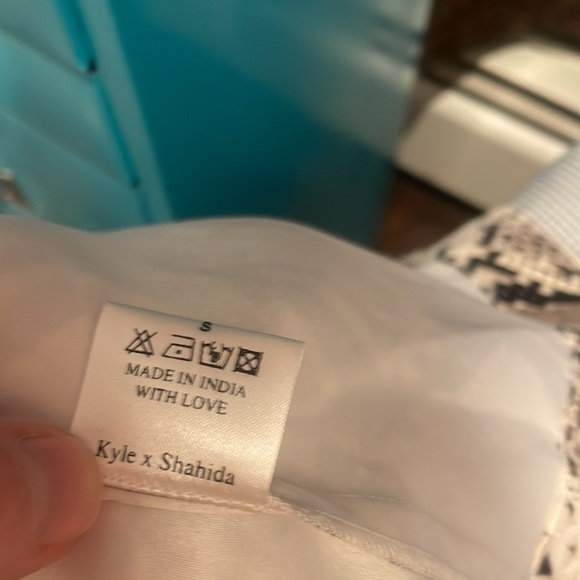 S
MADE IN INDIA
WITH LOVE
Kyle x Shahida